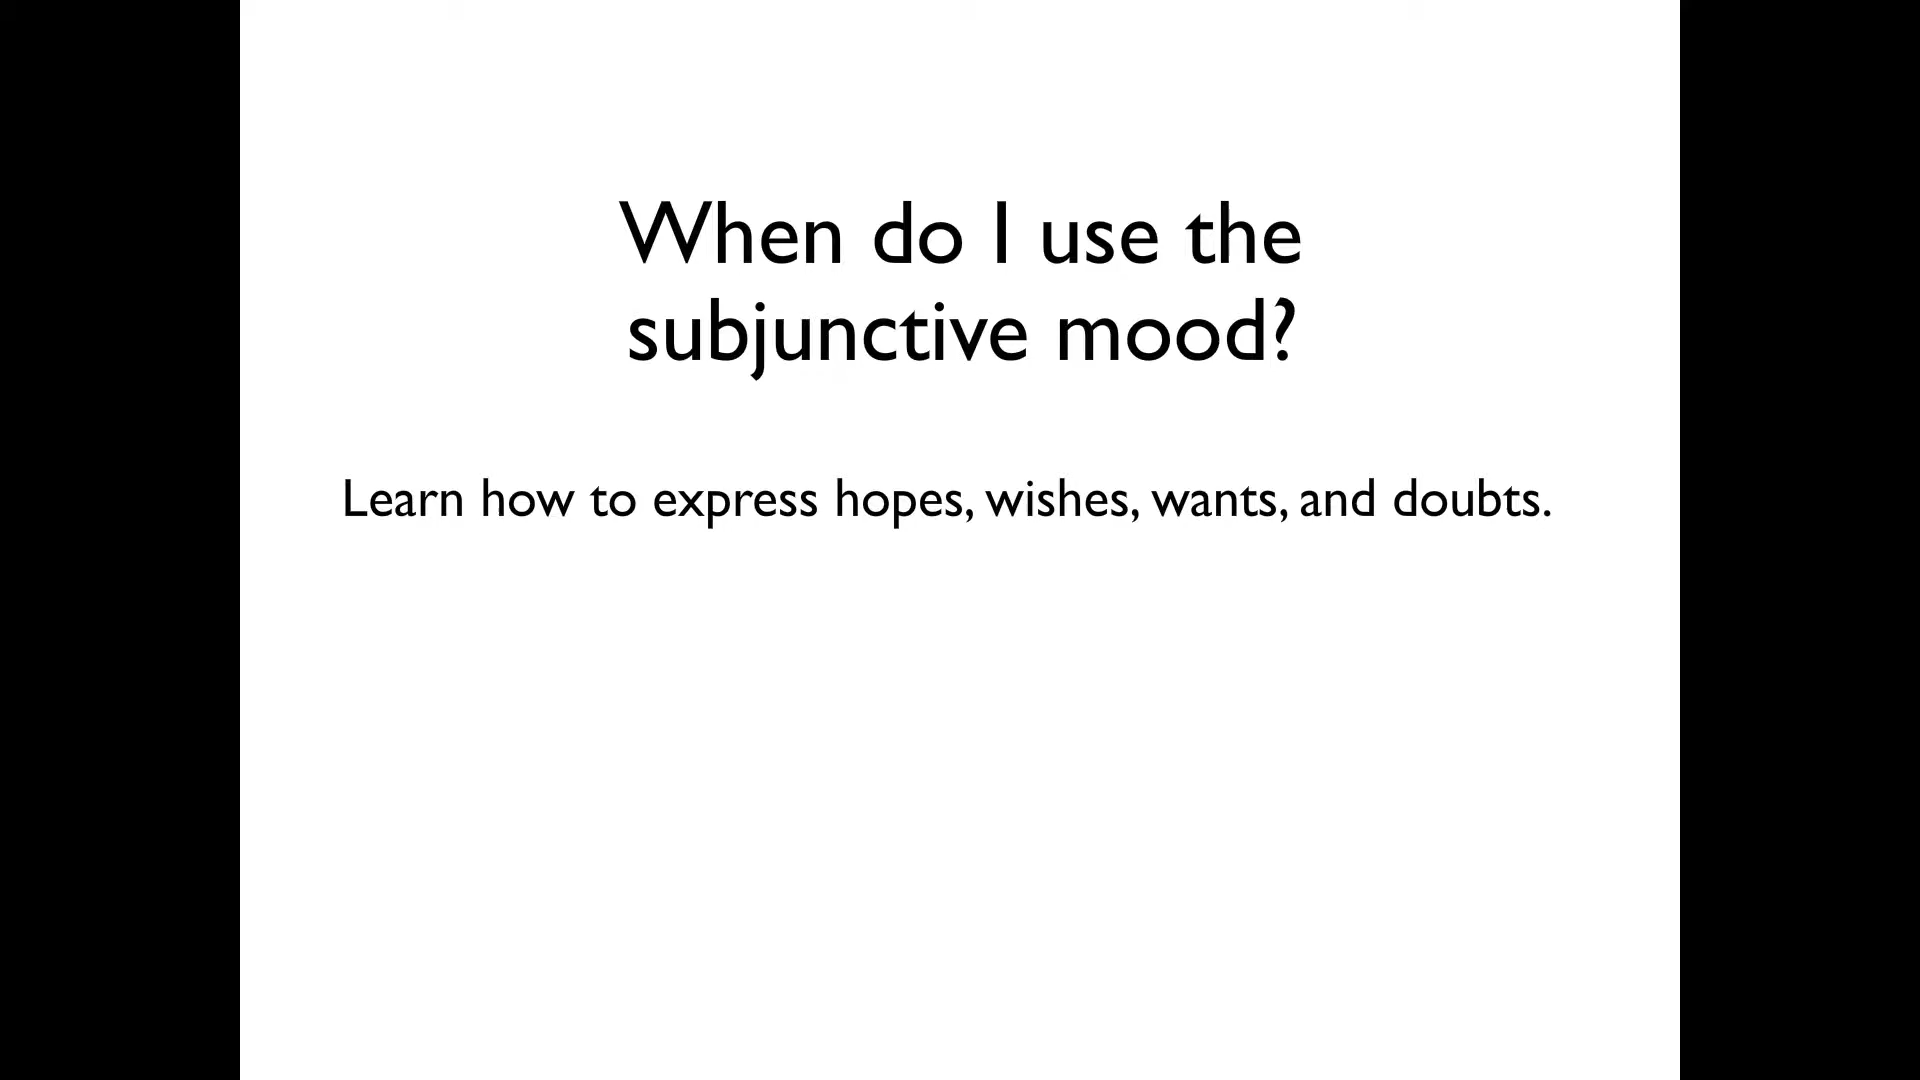 When do I use the
subjunctive mood?
Learn how to express hopes, wishes, wants, and doubts.